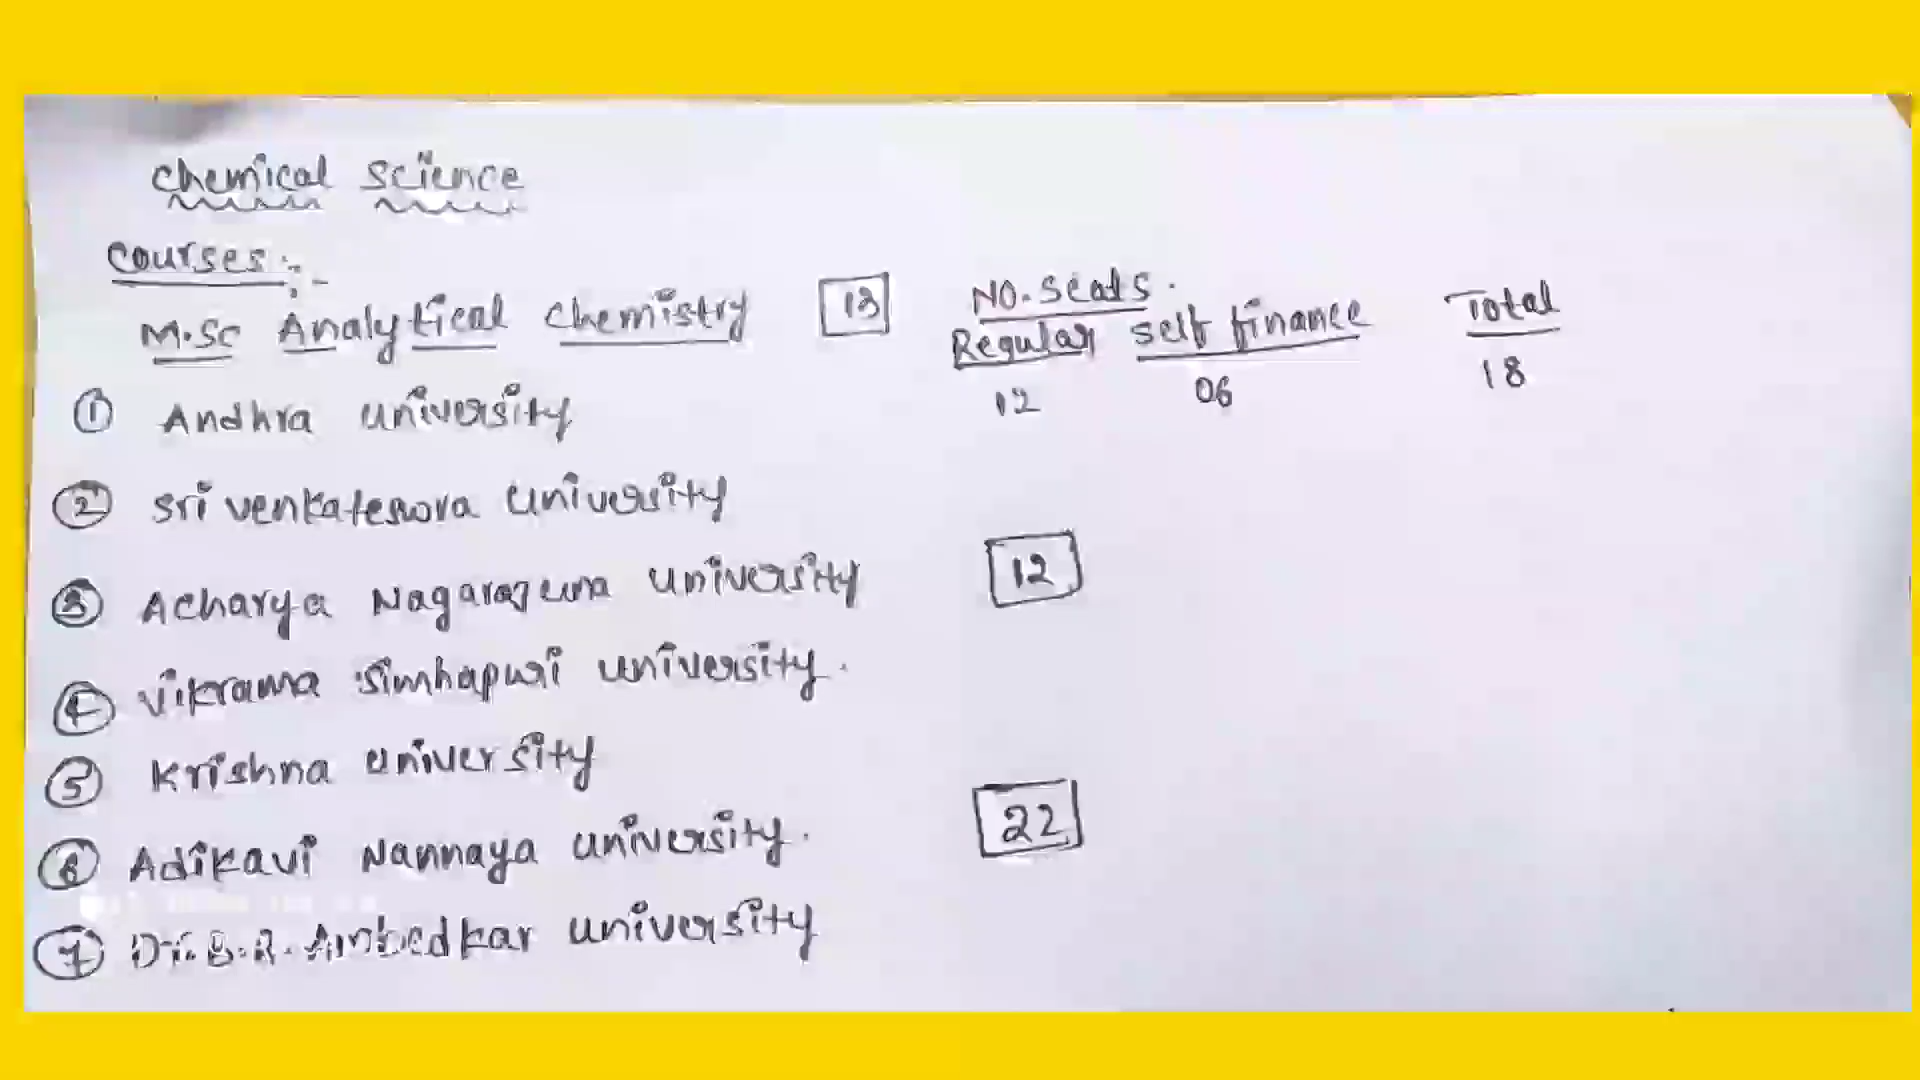 Chemical Science
Courses :-
M.Sc Analytical Chemistry 13 NO. Seats. Total
Regular Self finance
12 06 18
1 Andhra University
2 Sri Venkateswra University
3 Acharya Nagarajuna University 12
4 Vikrama Simhapuri University.
5 Krishna University
6 Adikavi Nannaya University. 22
7 Dr. B.R. Ambedkar University